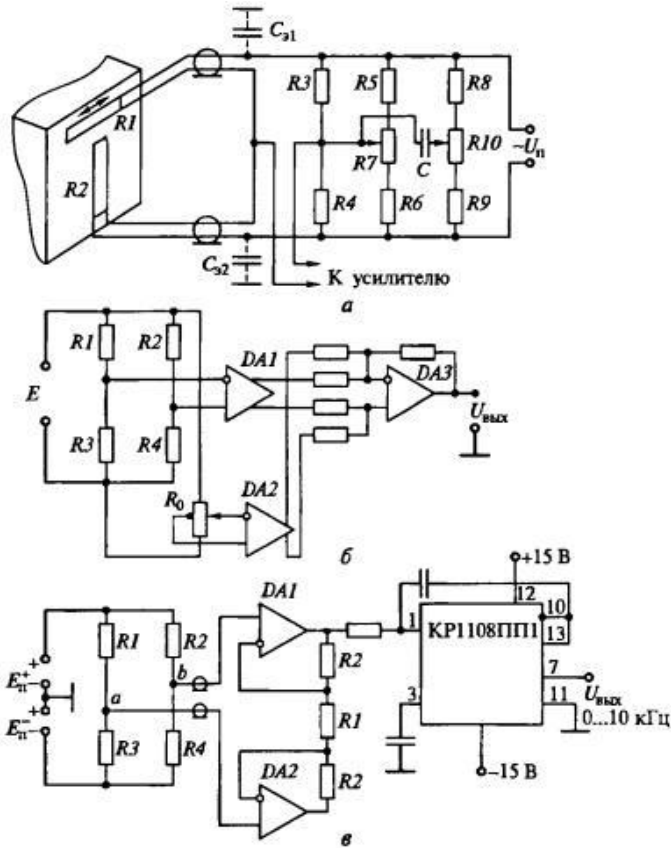 Cэ1
R1
R2
R3
R5
R8
R7
C
R10
~Uп
R4
R6
R9
Cэ2
К усилителю
а
R1
R2
DA1
DA3
E
Uвых
R3
R4
R0
DA2
б
+15 В
DA1
12
R1
R2
1
КР1108ПП1
10
13
b
R2
Eп+
a
7
Uвых
R1
3
11
0...10 кГц
Eп−
R3
R4
DA2
R2
−15 В
в